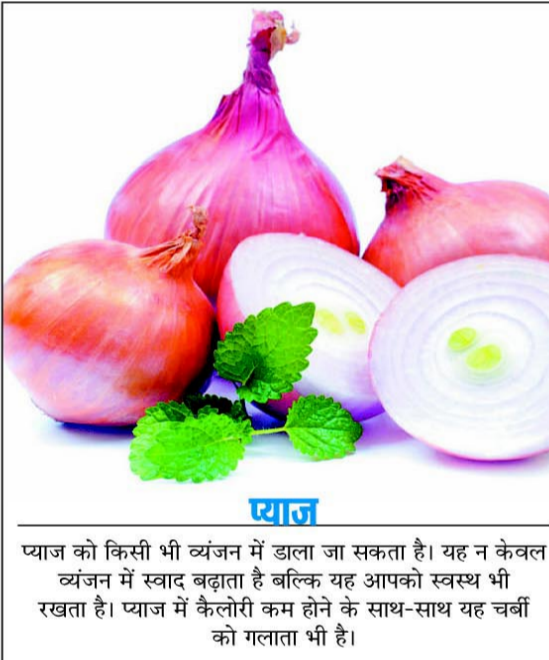 प्याज
प्याज को किसी भी व्यंजन में डाला जा सकता है। यह न केवल
व्यंजन में स्वाद बढ़ाता है बल्कि यह आपको स्वस्थ भी
रखता है। प्याज में कैलोरी कम होने के साथ-साथ यह चर्बी
को गलाता भी है।